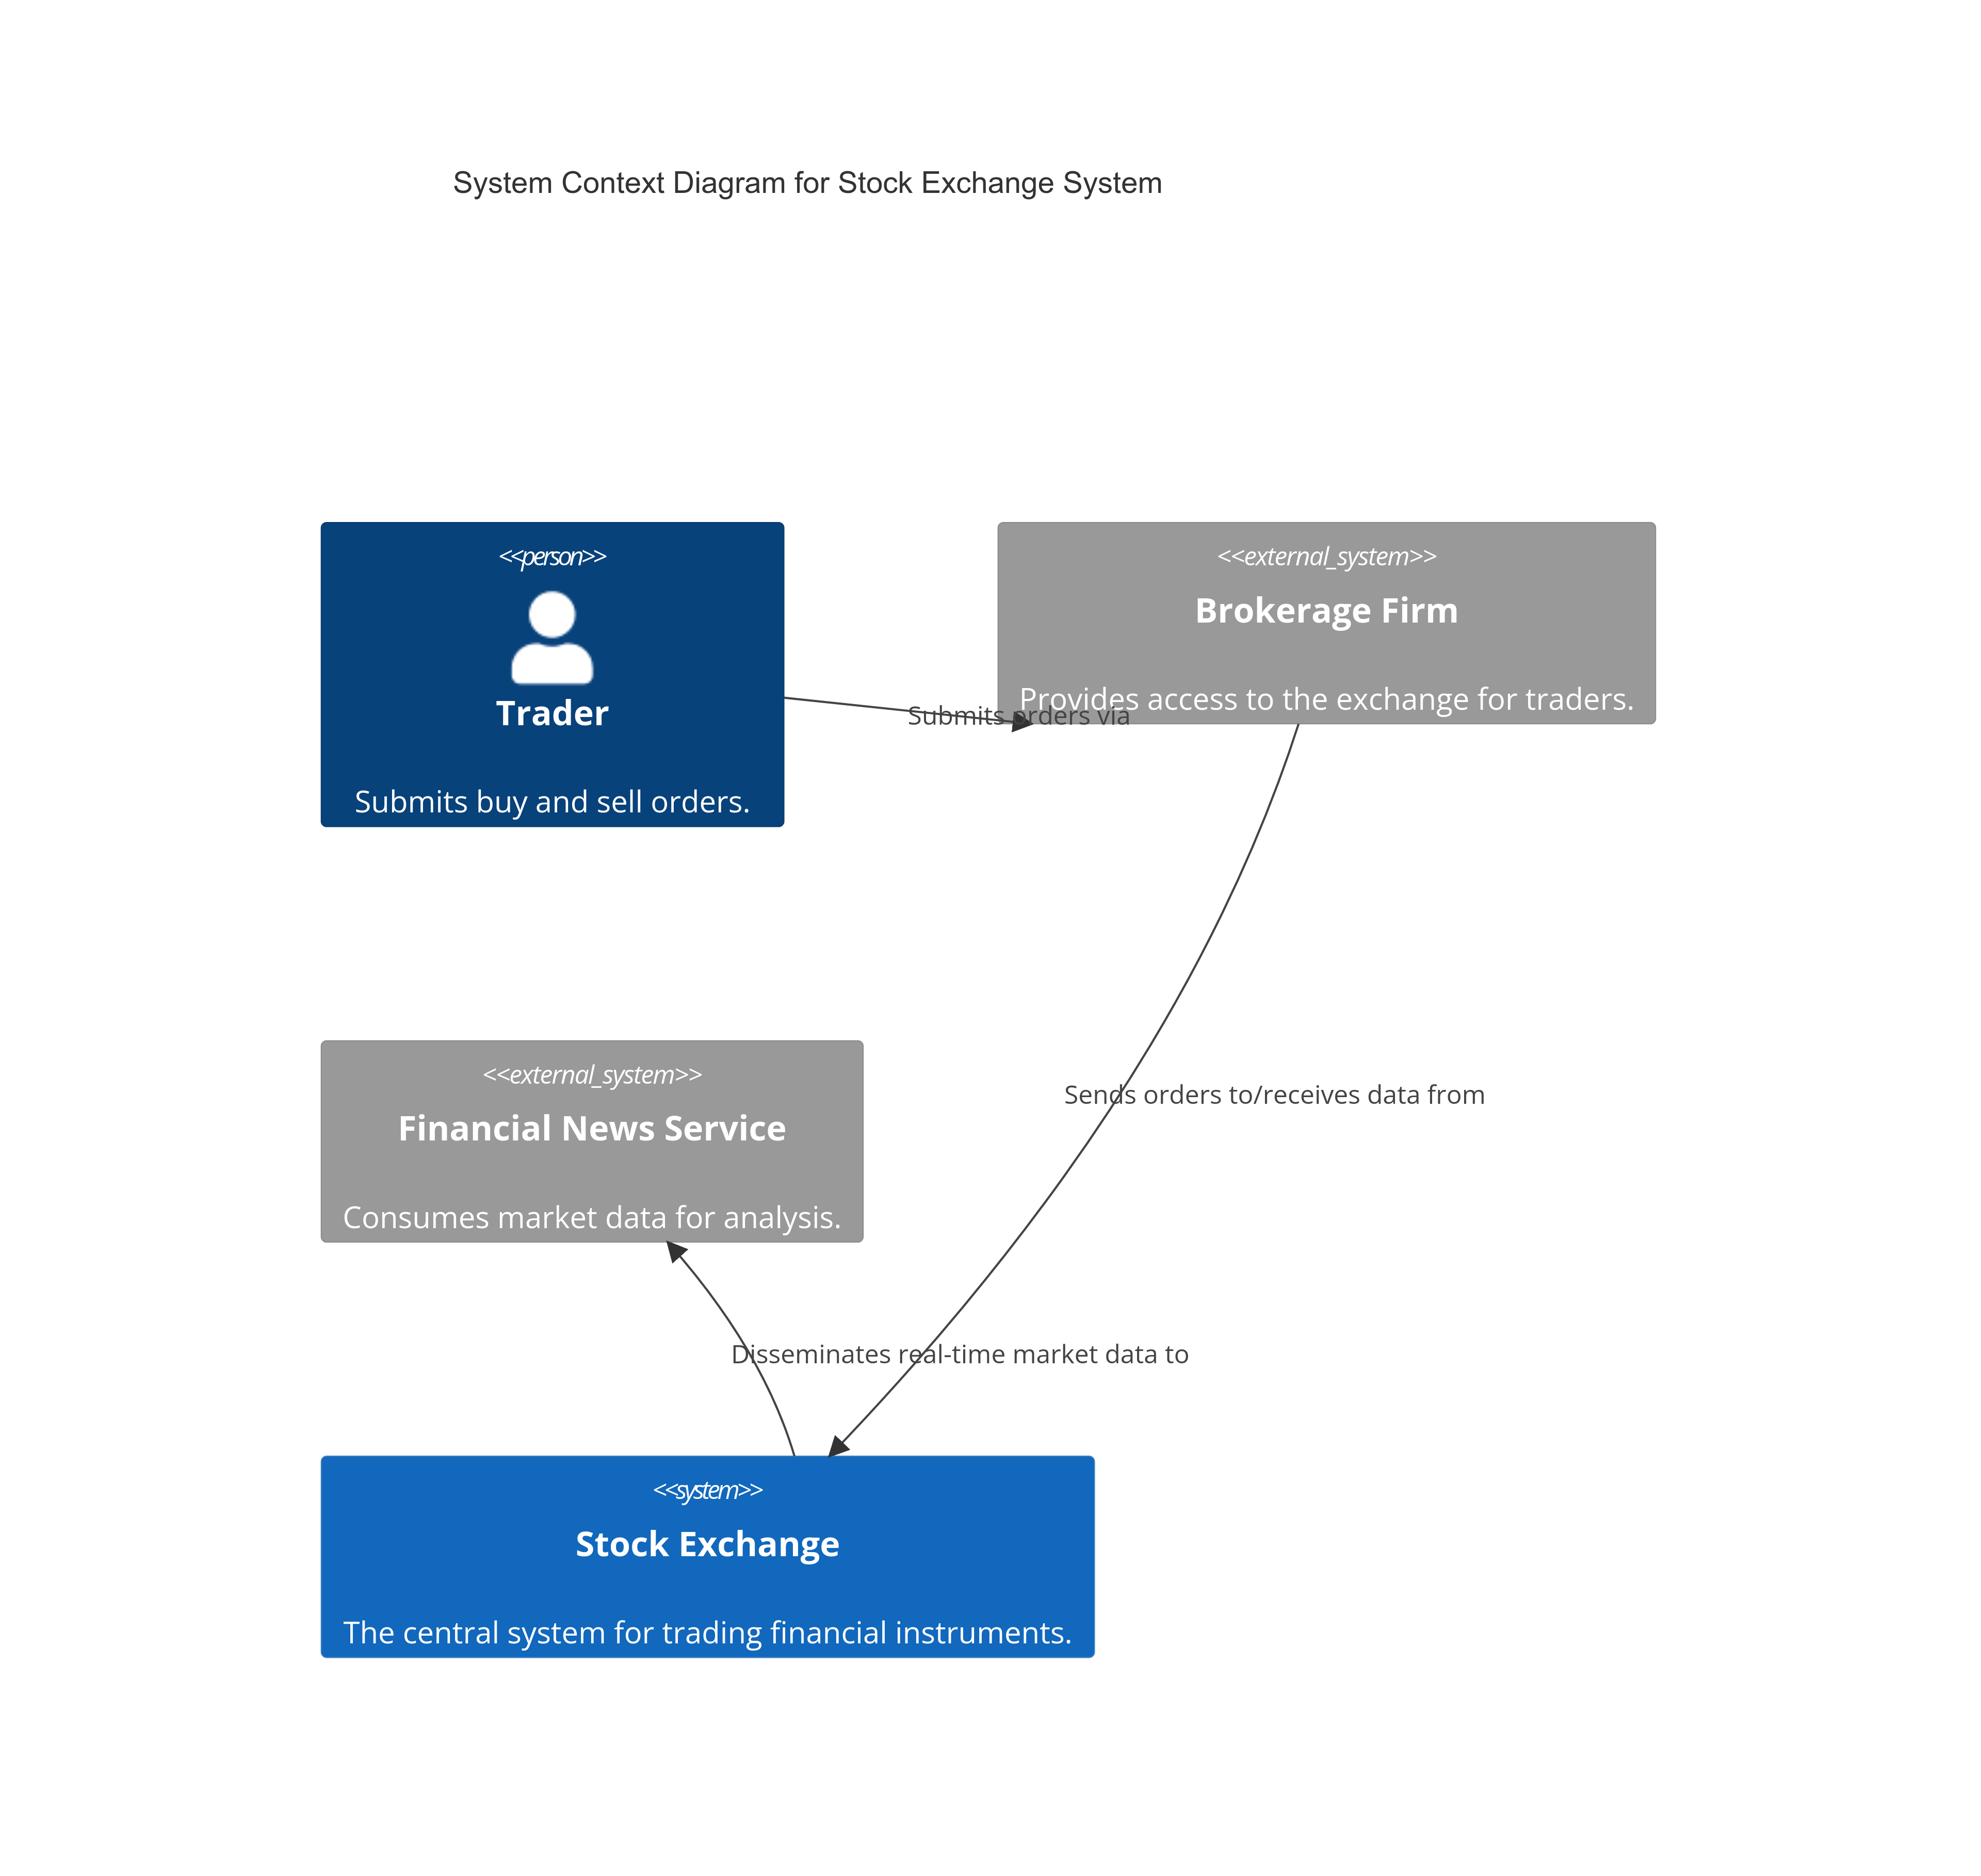 System Context Diagram for Stock Exchange System
<<person>>
Trader
Submits buy and sell orders.
<<external_system>>
Brokerage Firm
Provides access to the exchange for traders.
Submits orders via
<<external_system>>
Financial News Service
Consumes market data for analysis.
Sends orders to/receives data from
Disseminates real-time market data to
<<system>>
Stock Exchange
The central system for trading financial instruments.